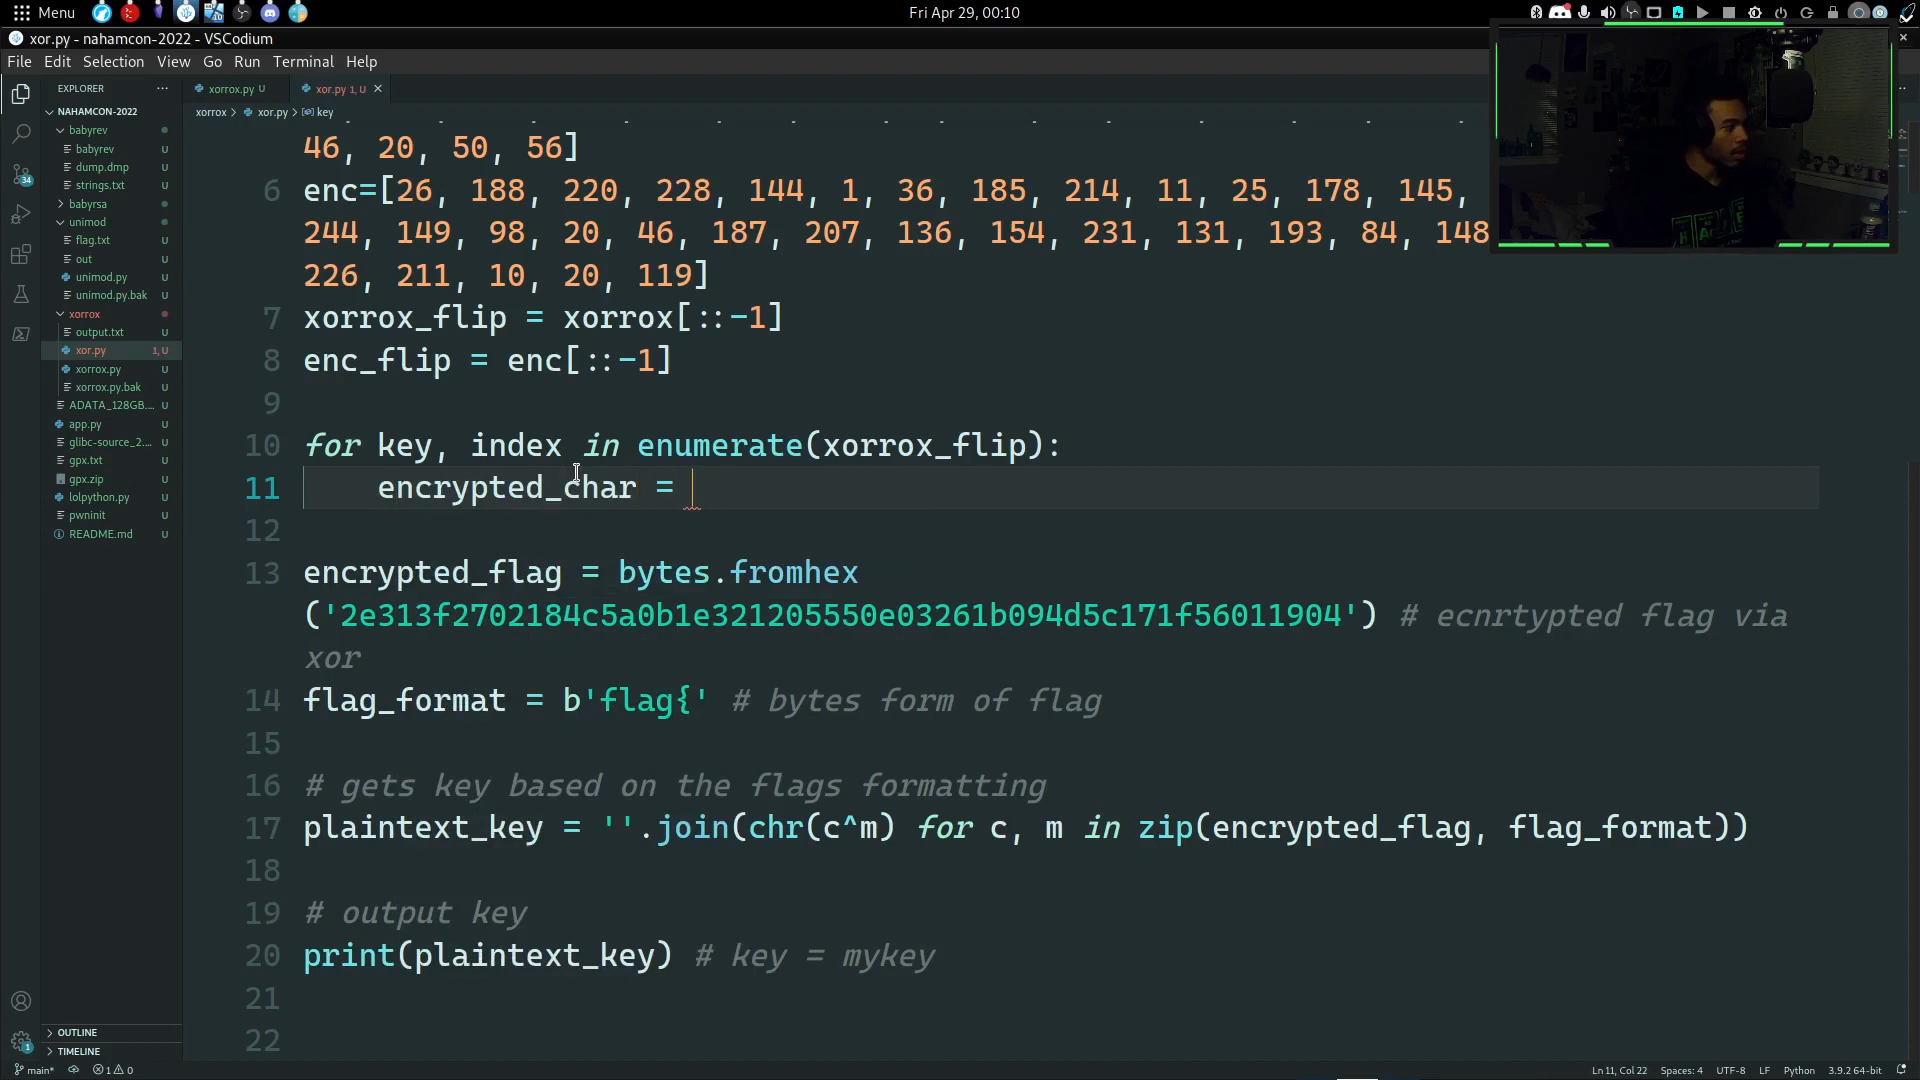 Menu
Fri Apr 29, 00:10
xor.py - nahamcon-2022 - VSCodium
File Edit Selection View Go Run Terminal Help
EXPLORER
NAHAMCON-2022
babyrev
babyrev U
dump.dmp U
strings.txt U
babyrsa
unimod
flag.txt U
out U
unimod.py U
unimod.py.bak U
xorrox
output.txt U
xor.py 1, U
xorrox.py U
xorrox.py.bak U
ADATA_128GB.... U
app.py U
glibc-source_2.... U
gpx.txt U
gpx.zip U
lolpython.py U
pwninit U
README.md U
OUTLINE
TIMELINE
34
1
xorrox.py U xor.py 1, U
xorrox > xor.py > key
46, 20, 50, 56]
6 enc=[26, 188, 220, 228, 144, 1, 36, 185, 214, 11, 25, 178, 145,
244, 149, 98, 20, 46, 187, 207, 136, 154, 231, 131, 193, 84, 148
226, 211, 10, 20, 119]
7 xorrox_flip = xorrox[::-1]
8 enc_flip = enc[::-1]
9
10 for key, index in enumerate(xorrox_flip):
11 encrypted_char =
12
13 encrypted_flag = bytes.fromhex
('2e313f2702184c5a0b1e321205550e03261b094d5c171f56011904') # ecnrtypted flag via
xor
14 flag_format = b'flag{' # bytes form of flag
15
16 # gets key based on the flags formatting
17 plaintext_key = ''.join(chr(c^m) for c, m in zip(encrypted_flag, flag_format))
18
19 # output key
20 print(plaintext_key) # key = mykey
21
22
main* 1 0
Ln 11, Col 22 Spaces: 4 UTF-8 LF Python 3.9.2 64-bit